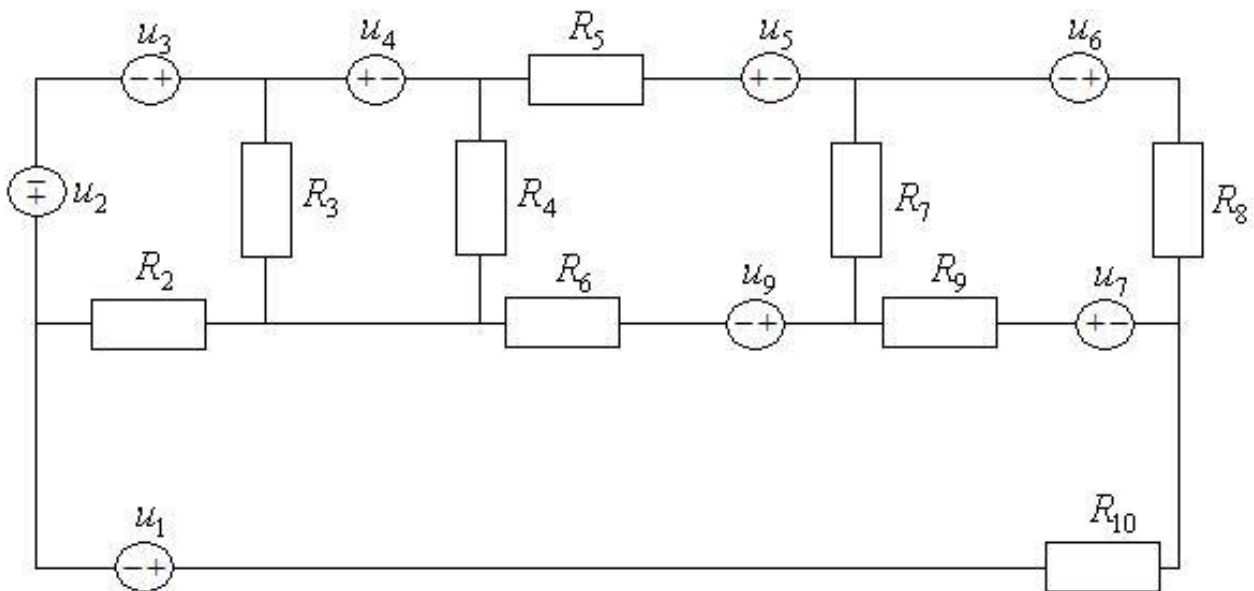 u3 u4 R5 u5 u6
− + + − + − − +
− + u2 R3 R4 R7 R8
R2 R6 u9 R9 u7
− + + −
u1 R10
− +